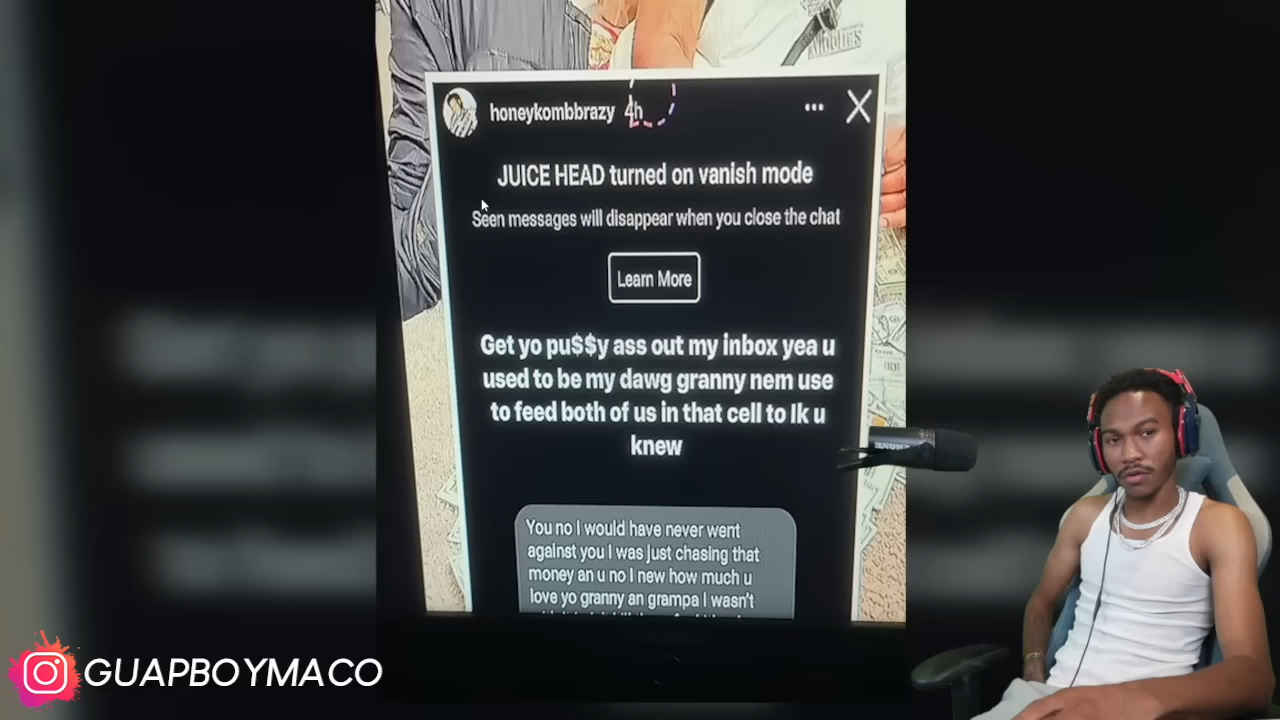 honeykombbrazy 4h
JUICE HEAD turned on vanish mode
Seen messages will disappear when you close the chat
Learn More
Get yo pu$$y ass out my inbox yea u
used to be my dawg granny nem use
to feed both of us in that cell to Ik u
knew
You no I would have never went
against you I was just chasing that
money an u no I new how much u
love yo granny an grampa I wasn't
GUAPBOYMACO